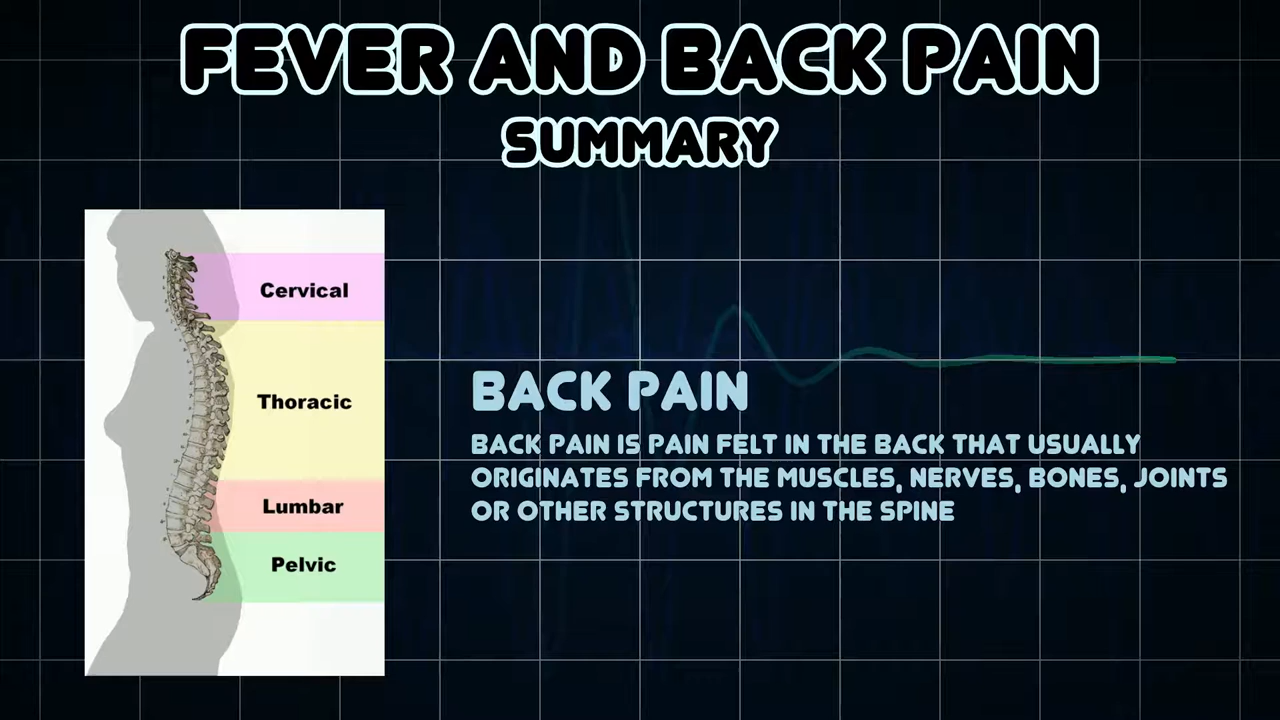 FEVER AND BACK PAIN
SUMMARY
Cervical
Thoracic
Lumbar
Pelvic
BACK PAIN
BACK PAIN IS PAIN FELT IN THE BACK THAT USUALLY
ORIGINATES FROM THE MUSCLES, NERVES, BONES, JOINTS
OR OTHER STRUCTURES IN THE SPINE